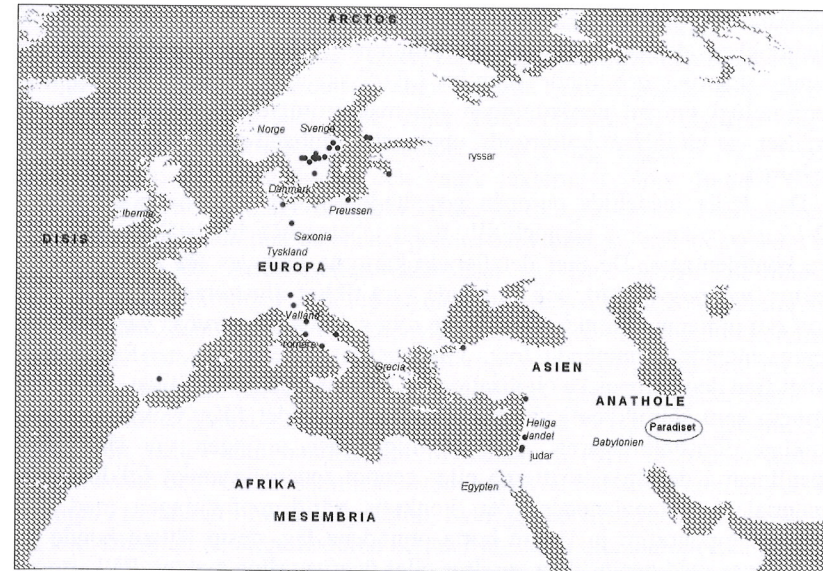 ARCTOS
Norge Sverige
ryssar
Danmark
Preussen
Ibernia
DISIS
Saxonia
Tyskland
EUROPA
Valland
romare
Grecia
ASIEN
ANATHOLE
Paradiset
Heliga
landet
Babylonien
judar
Egypten
AFRIKA
MESEMBRIA